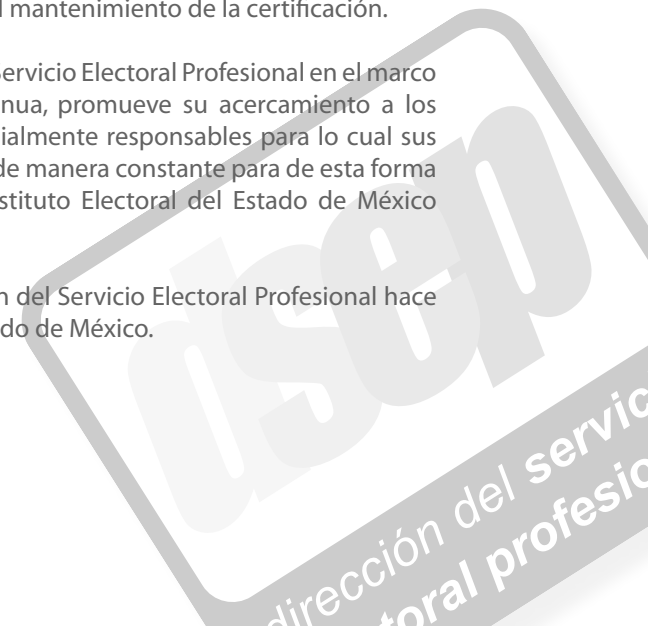 l mantenimiento de la certificación.
Servicio Electoral Profesional en el marco
nua, promueve su acercamiento a los
ialmente responsables para lo cual sus
de manera constante para de esta forma
stituto Electoral del Estado de México
n del Servicio Electoral Profesional hace
do de México.
dsep
dirección del servic
toral profesio